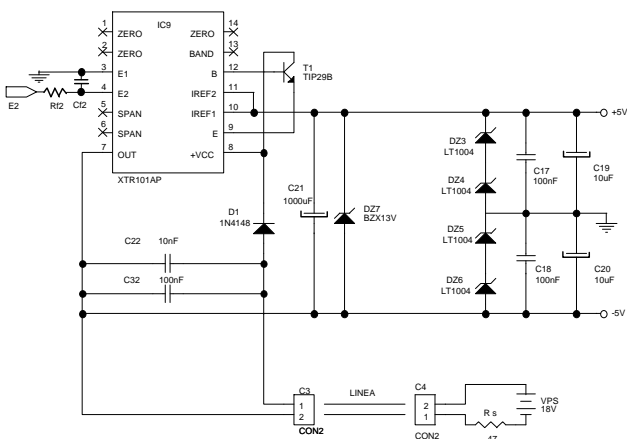 IC9
1 ZERO
ZERO 14
2 ZERO
BAND 13
3 E1
B 12
4 E2
IREF2 11
5 SPAN
IREF1 10
6 SPAN
E 9
7 OUT
+VCC 8
XTR101AP
T1
TIP29B
E2
Rf2
Cf2
+5V
DZ3
LT1004
DZ4
LT1004
DZ5
LT1004
DZ6
LT1004
C17
100nF
C19
10uF
C18
100nF
C20
10uF
C21
1000uF
DZ7
BZX13V
D1
1N4148
C22 10nF
C32 100nF
-5V
C3
1
2
CON2
LINEA
C4
2
1
CON2
Rs
VPS
18V